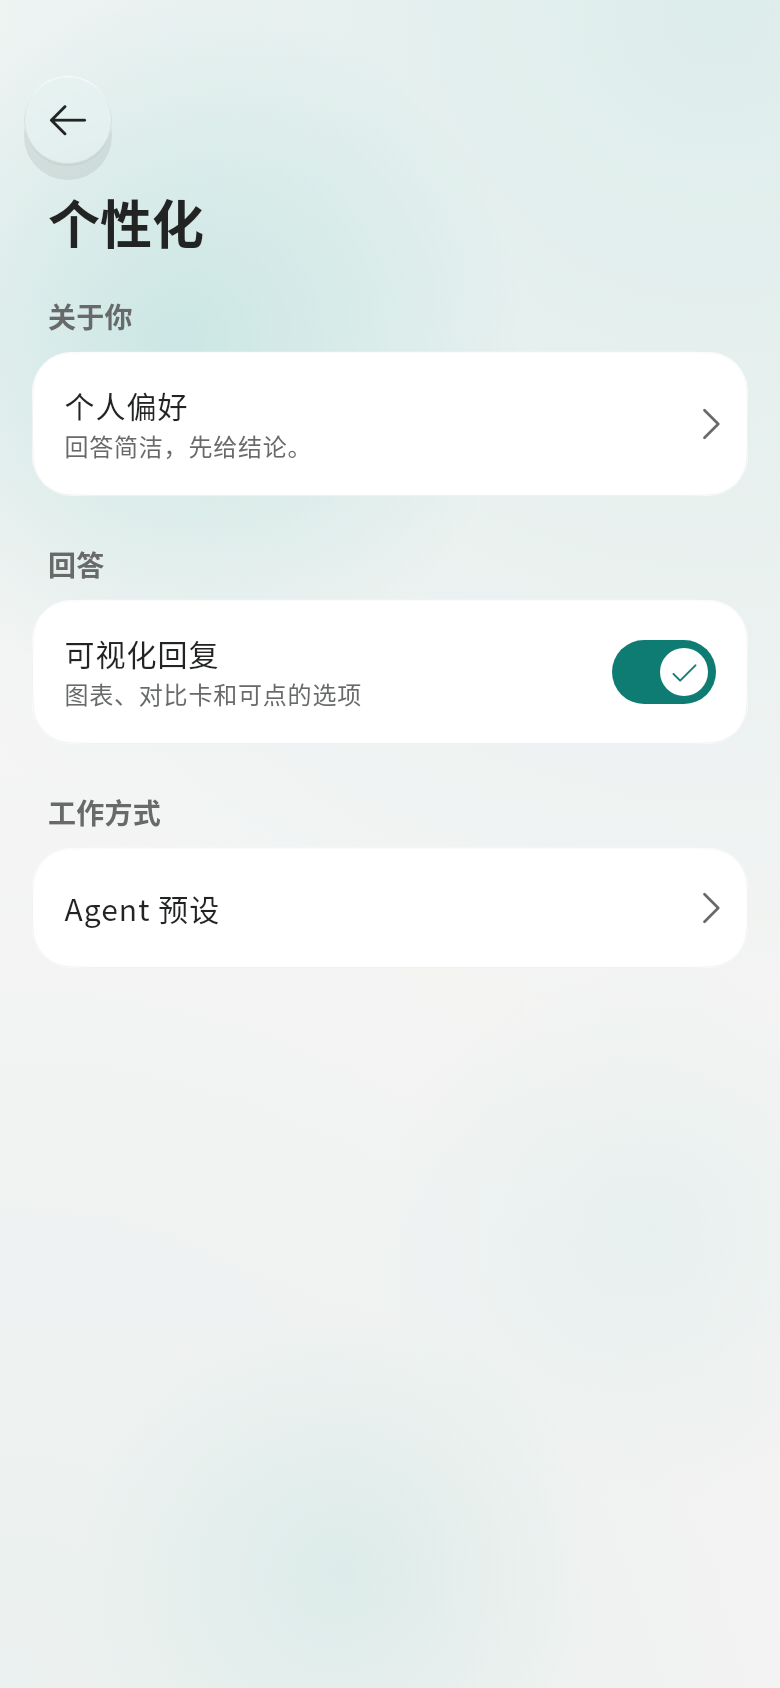 个性化
关于你
个人偏好
回答简洁，先给结论。
回答
可视化回复
图表、对比卡和可点的选项
工作方式
Agent 预设